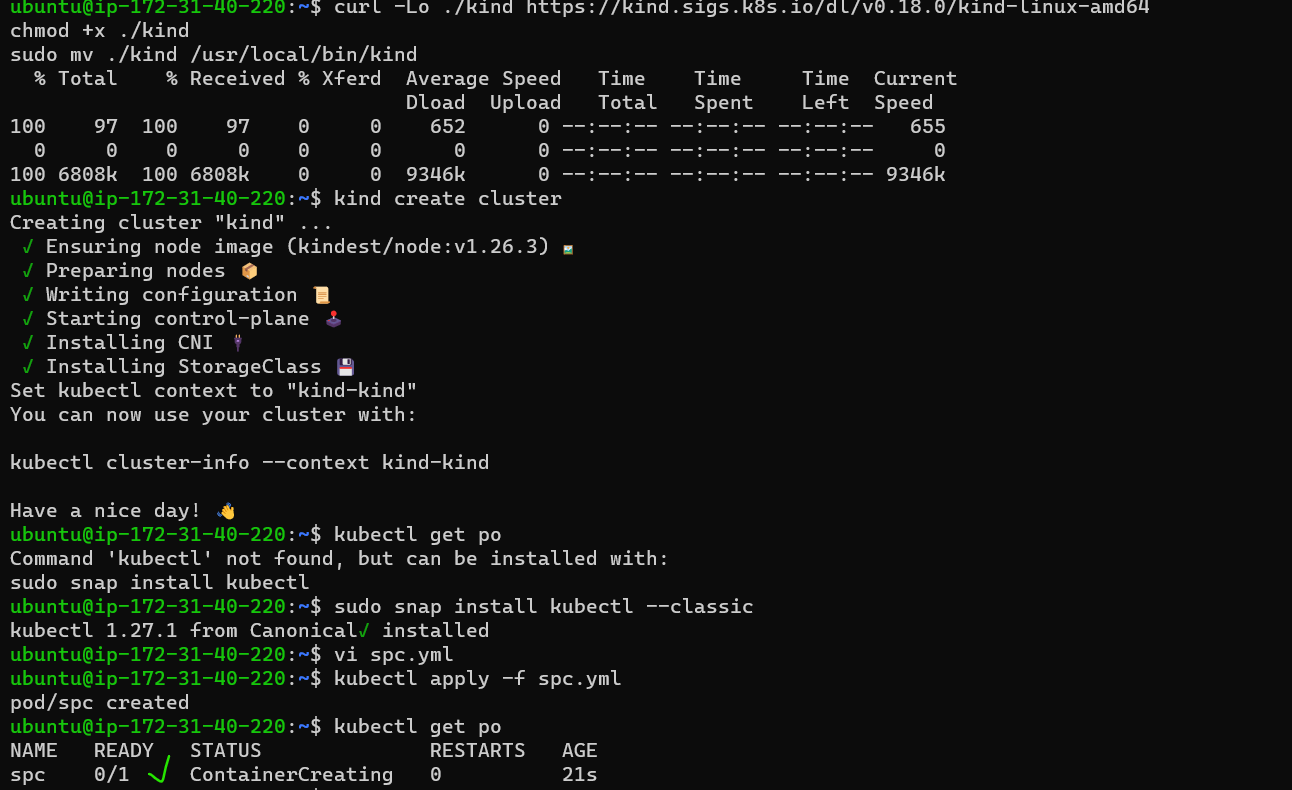 ubuntu@ip-172-31-40-220:~$ curl -Lo ./kind https://kind.sigs.k8s.io/dl/v0.18.0/kind-linux-amd64
chmod +x ./kind
sudo mv ./kind /usr/local/bin/kind
  % Total    % Received % Xferd  Average Speed   Time    Time     Time  Current
                                 Dload  Upload   Total   Spent    Left  Speed
100    97  100    97    0     0    652      0 --:--:-- --:--:-- --:--:--   655
  0     0    0     0    0     0      0      0 --:--:-- --:--:-- --:--:--     0
100 6808k  100 6808k    0     0  9346k      0 --:--:-- --:--:-- --:--:-- 9346k
ubuntu@ip-172-31-40-220:~$ kind create cluster
Creating cluster "kind" ...
 ✓ Ensuring node image (kindest/node:v1.26.3) 🖼
 ✓ Preparing nodes 📦
 ✓ Writing configuration 📜
 ✓ Starting control-plane 🕹️
 ✓ Installing CNI 🔌
 ✓ Installing StorageClass 💾
Set kubectl context to "kind-kind"
You can now use your cluster with:

kubectl cluster-info --context kind-kind

Have a nice day! 👋
ubuntu@ip-172-31-40-220:~$ kubectl get po
Command 'kubectl' not found, but can be installed with:
sudo snap install kubectl
ubuntu@ip-172-31-40-220:~$ sudo snap install kubectl --classic
kubectl 1.27.1 from Canonical✓ installed
ubuntu@ip-172-31-40-220:~$ vi spc.yml
ubuntu@ip-172-31-40-220:~$ kubectl apply -f spc.yml
pod/spc created
ubuntu@ip-172-31-40-220:~$ kubectl get po
NAME   READY   STATUS              RESTARTS   AGE
spc    0/1     ContainerCreating   0          21s